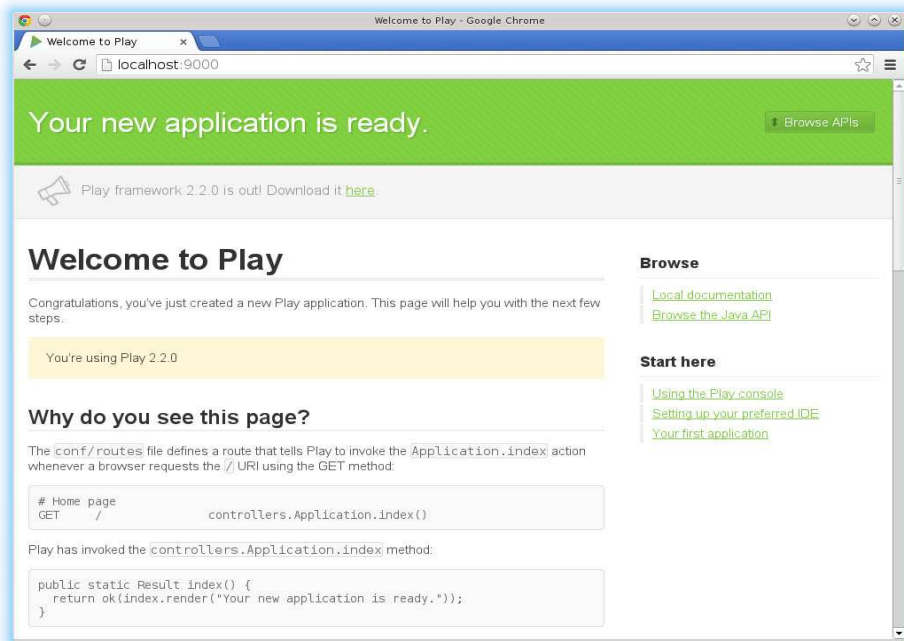 Welcome to Play - Google Chrome
Welcome to Play
localhost:9000
Your new application is ready.
Browse APIs
Play framework 2.2.0 is out! Download it here.
Welcome to Play
Congratulations, you've just created a new Play application. This page will help you with the next few
steps.
You're using Play 2.2.0
Why do you see this page?
The conf/routes file defines a route that tells Play to invoke the Application.index action
whenever a browser requests the / URI using the GET method:
# Home page
GET / controllers.Application.index()
Play has invoked the controllers.Application.index method:
public static Result index() {
return ok(index.render("Your new application is ready."));
}
Browse
Local documentation
Browse the Java API
Start here
Using the Play console
Setting up your preferred IDE
Your first application